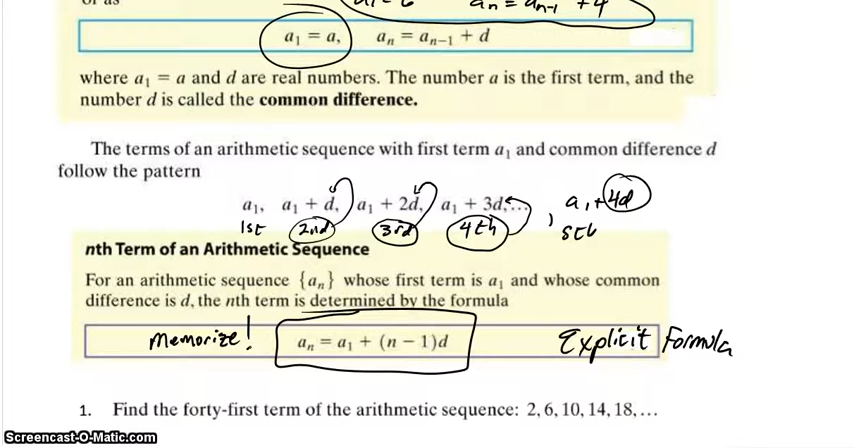 or as
aₙ = aₙ₋₁ + 4
a₁ = a, aₙ = aₙ₋₁ + d
where a₁ = a and d are real numbers. The number a is the first term, and the
number d is called the common difference.
The terms of an arithmetic sequence with first term a₁ and common difference d
follow the pattern
a₁, a₁ + d, a₁ + 2d, a₁ + 3d, … , a₁ + 4d
1st 2nd 3rd 4th 5th
nth Term of an Arithmetic Sequence
For an arithmetic sequence {aₙ} whose first term is a₁ and whose common
difference is d, the nth term is determined by the formula
Memorize! aₙ = a₁ + (n − 1)d Explicit Formula
1. Find the forty-first term of the arithmetic sequence: 2, 6, 10, 14, 18, …
Screencast-O-Matic.com